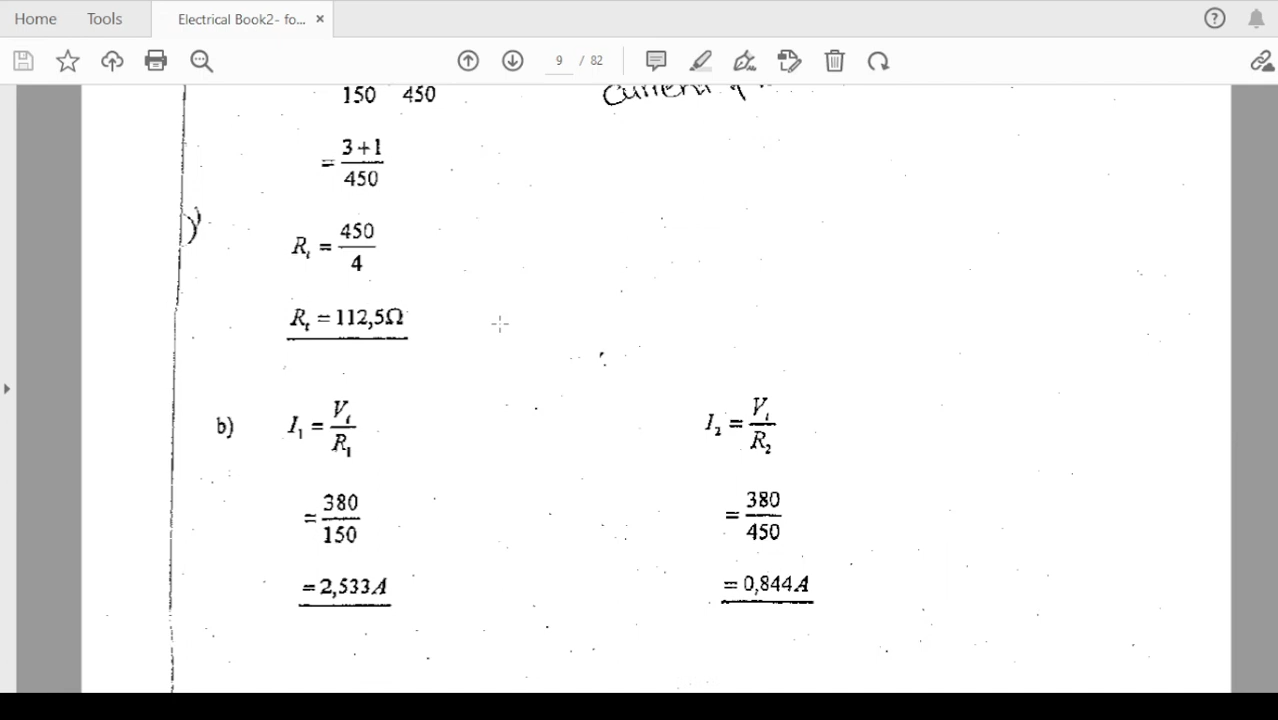 Home Tools Electrical Book2- fo... ×
9 / 82
150 450
= 3+1
450
R_t = 450
4
R_t = 112,5Ω
b) I_1 = V_t
R_1
= 380
150
= 2,533A
I_2 = V_t
R_2
= 380
450
= 0,844A